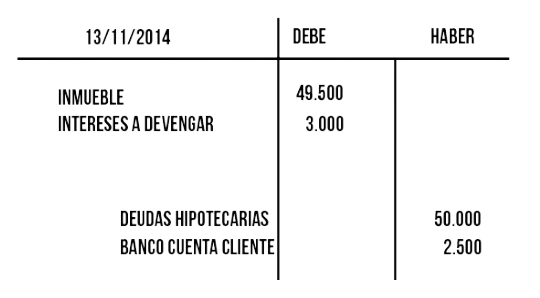 13/11/2014 DEBE HABER
INMUEBLE 49.500
INTERESES A DEVENGAR 3.000
DEUDAS HIPOTECARIAS 50.000
BANCO CUENTA CLIENTE 2.500